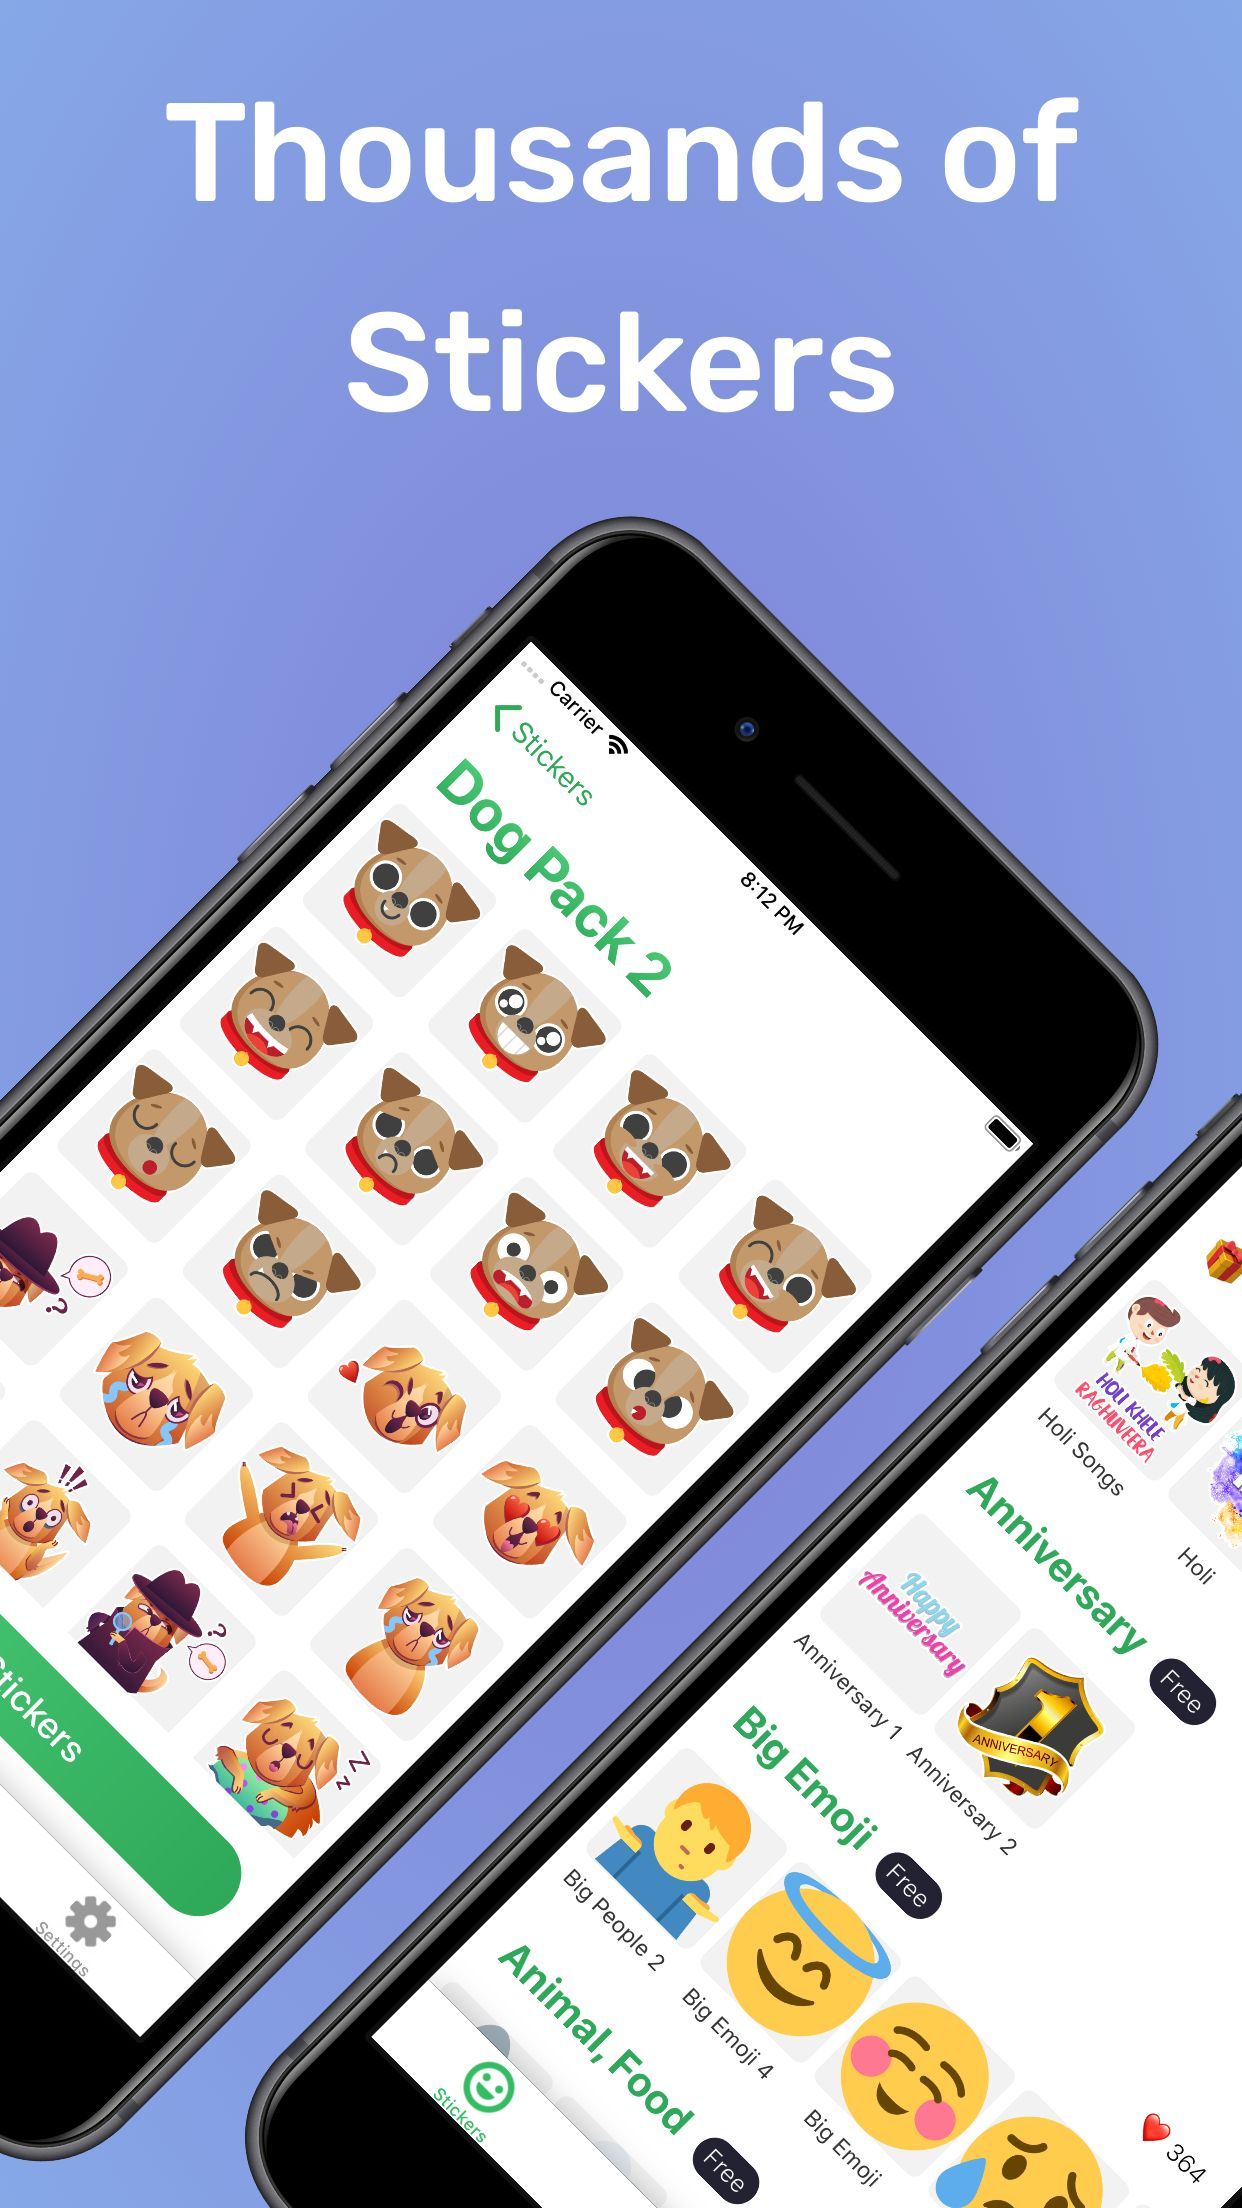 Thousands of
Stickers
Carrier
8:12 PM
Stickers
Dog Pack 2
?
?
!!!
z z
Stickers
Settings
HOLI KHELE
RAGHUVEERA
Holi Songs
Holi
Anniversary
Free
Happy
Anniversary
1
ANNIVERSARY
Anniversary 1
Anniversary 2
Big Emoji
Free
Big People 2
Big Emoji 4
Big Emoji
364
Animal, Food
Free
Stickers